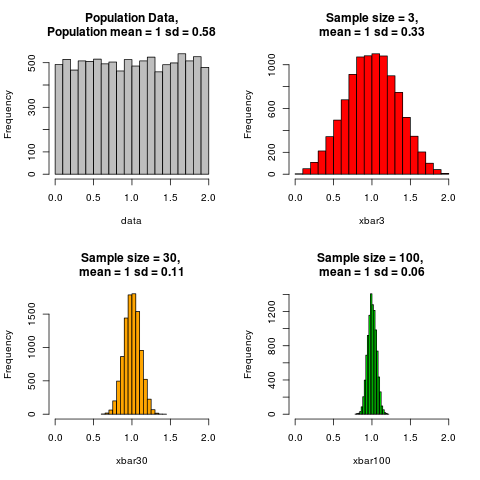 Population Data,
Population mean = 1 sd = 0.58
Frequency
100
300
500
0.0 0.5 1.0 1.5 2.0
data
Sample size = 3,
mean = 1 sd = 0.33
Frequency
0
200
600
1000
0.0 0.5 1.0 1.5 2.0
xbar3
Sample size = 30,
mean = 1 sd = 0.11
Frequency
0
500
1000
1500
0.0 0.5 1.0 1.5 2.0
xbar30
Sample size = 100,
mean = 1 sd = 0.06
Frequency
0
400
800
1200
0.0 0.5 1.0 1.5 2.0
xbar100